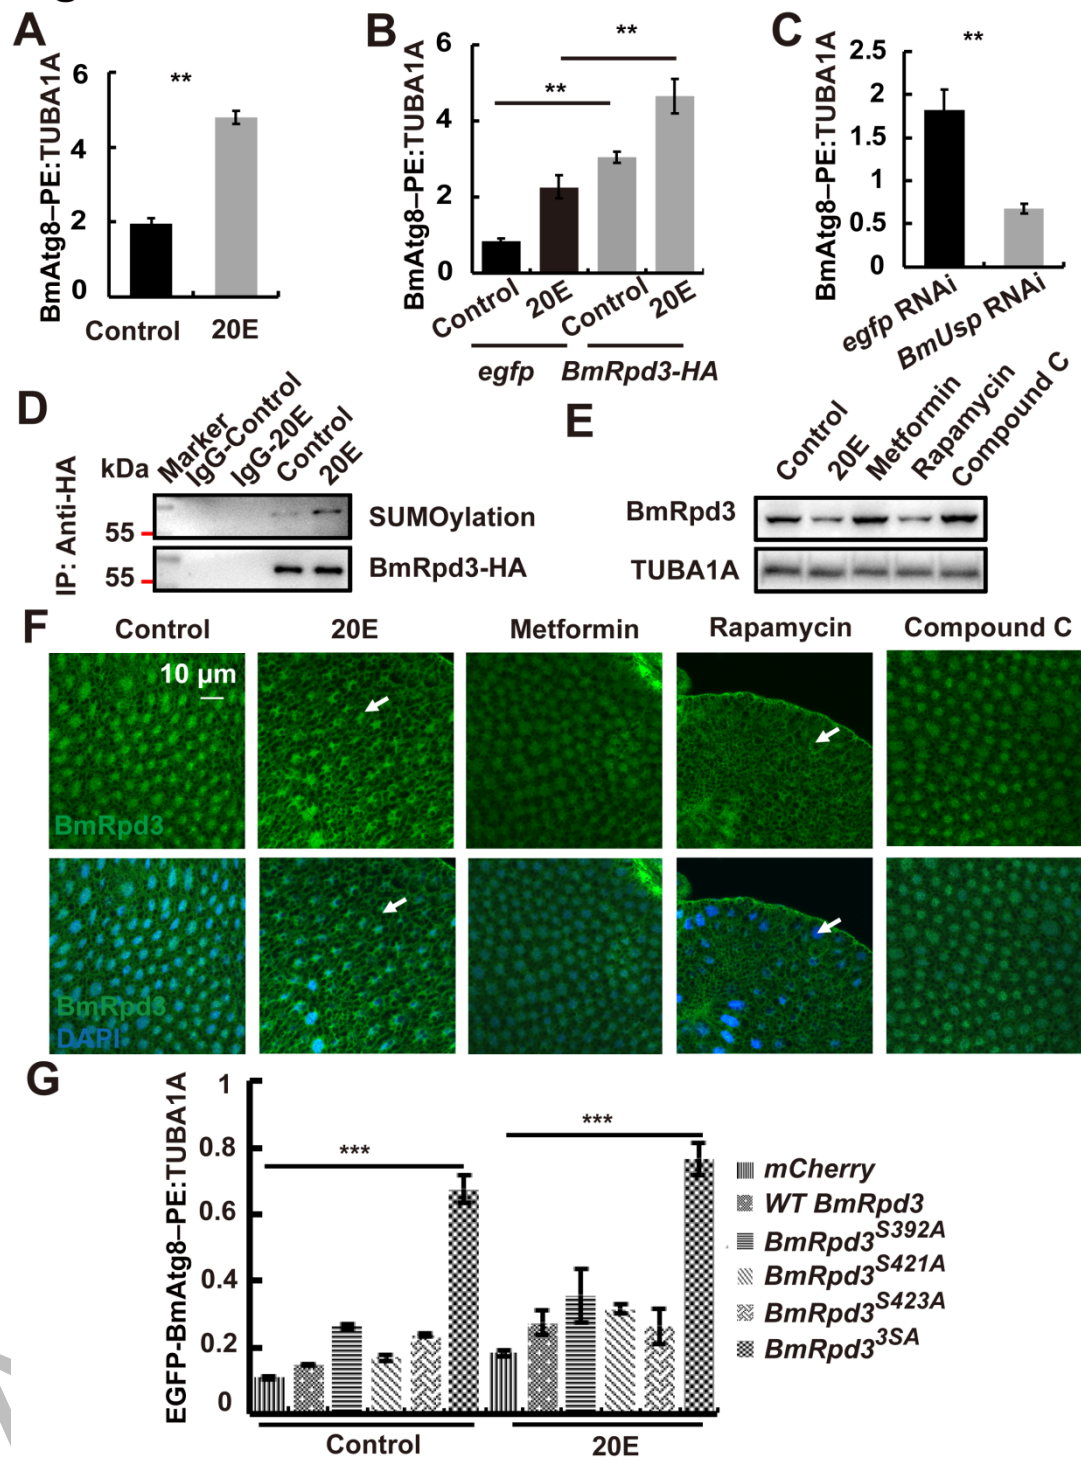 A
BmAtg8–PE:TUBA1A
6
4
2
0
**
Control
20E
B
BmAtg8–PE:TUBA1A
6
4
2
0
**
**
Control
20E
Control
20E
egfp
BmRpd3-HA
C
BmAtg8–PE:TUBA1A
2.5
2
1.5
1
0.5
0
**
egfp RNAi
BmUsp RNAi
D
IP: Anti-HA
kDa
Marker
IgG-Control
IgG-20E
Control
20E
55
SUMOylation
55
BmRpd3-HA
E
Control
20E
Metformin
Rapamycin
Compound C
BmRpd3
TUBA1A
F
Control
20E
Metformin
Rapamycin
Compound C
10 µm
BmRpd3
BmRpd3
DAPI
G
EGFP-BmAtg8–PE:TUBA1A
1
0.8
0.6
0.4
0.2
0
***
***
Control
20E
mCherry
WT BmRpd3
BmRpd3S392A
BmRpd3S421A
BmRpd3S423A
BmRpd33SA